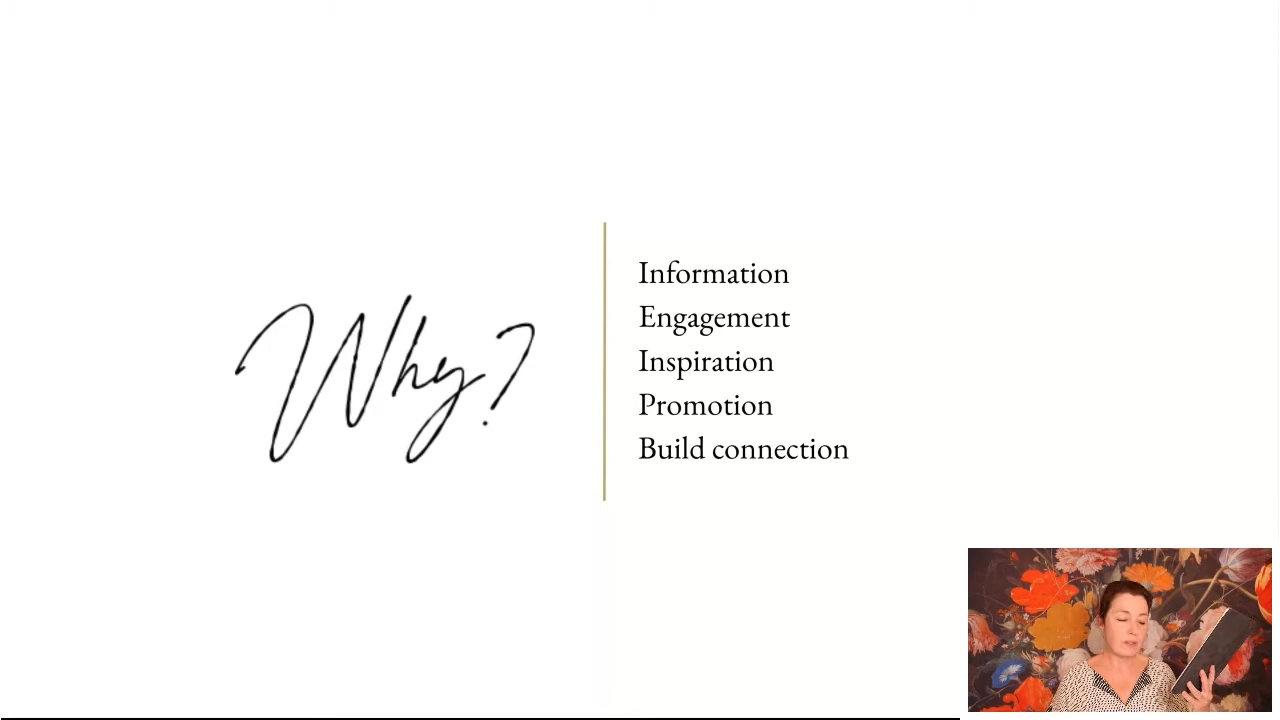 Why?
Information
Engagement
Inspiration
Promotion
Build connection